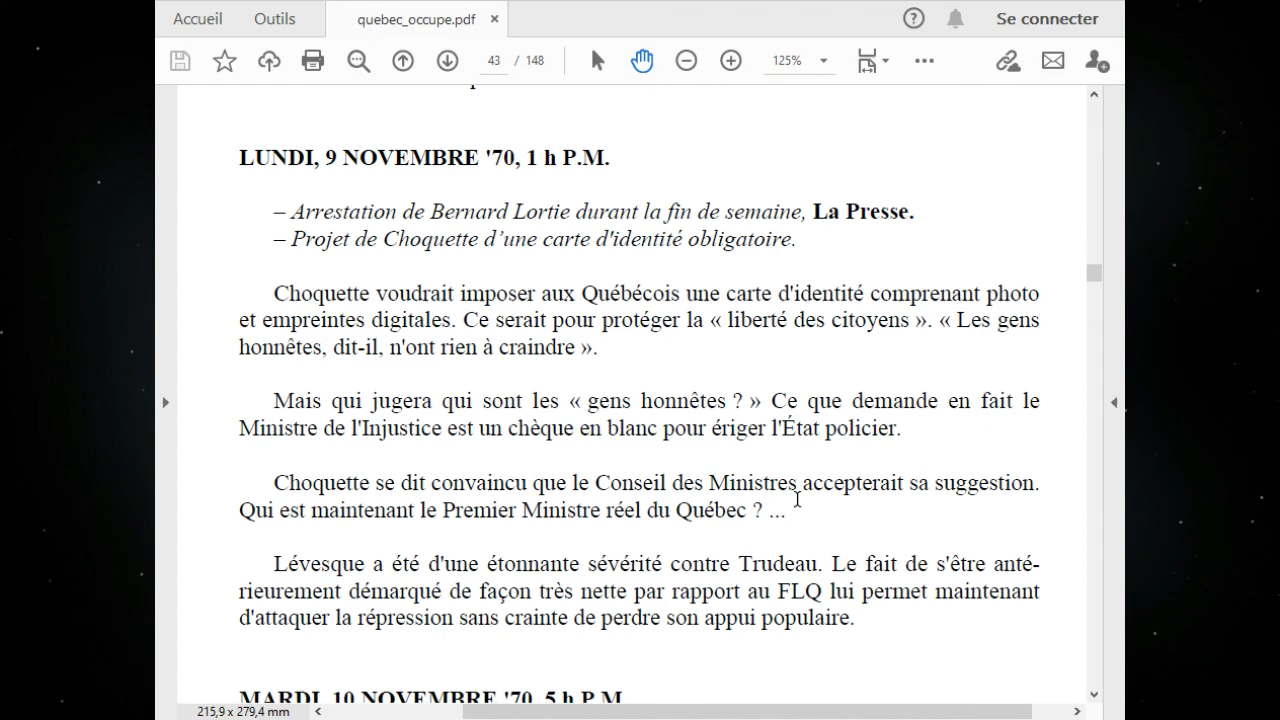 Accueil Outils quebec_occupe.pdf × ? Se connecter
43 / 148 125%
LUNDI, 9 NOVEMBRE '70, 1 h P.M.
– Arrestation de Bernard Lortie durant la fin de semaine, La Presse.
– Projet de Choquette d’une carte d'identité obligatoire.
Choquette voudrait imposer aux Québécois une carte d'identité comprenant photo
et empreintes digitales. Ce serait pour protéger la « liberté des citoyens ». « Les gens
honnêtes, dit-il, n'ont rien à craindre ».
Mais qui jugera qui sont les « gens honnêtes ? » Ce que demande en fait le
Ministre de l'Injustice est un chèque en blanc pour ériger l'État policier.
Choquette se dit convaincu que le Conseil des Ministres accepterait sa suggestion.
Qui est maintenant le Premier Ministre réel du Québec ? ...
Lévesque a été d'une étonnante sévérité contre Trudeau. Le fait de s'être anté-
rieurement démarqué de façon très nette par rapport au FLQ lui permet maintenant
d'attaquer la répression sans crainte de perdre son appui populaire.
MARDI, 10 NOVEMBRE '70, 5 h P.M.
215,9 x 279,4 mm